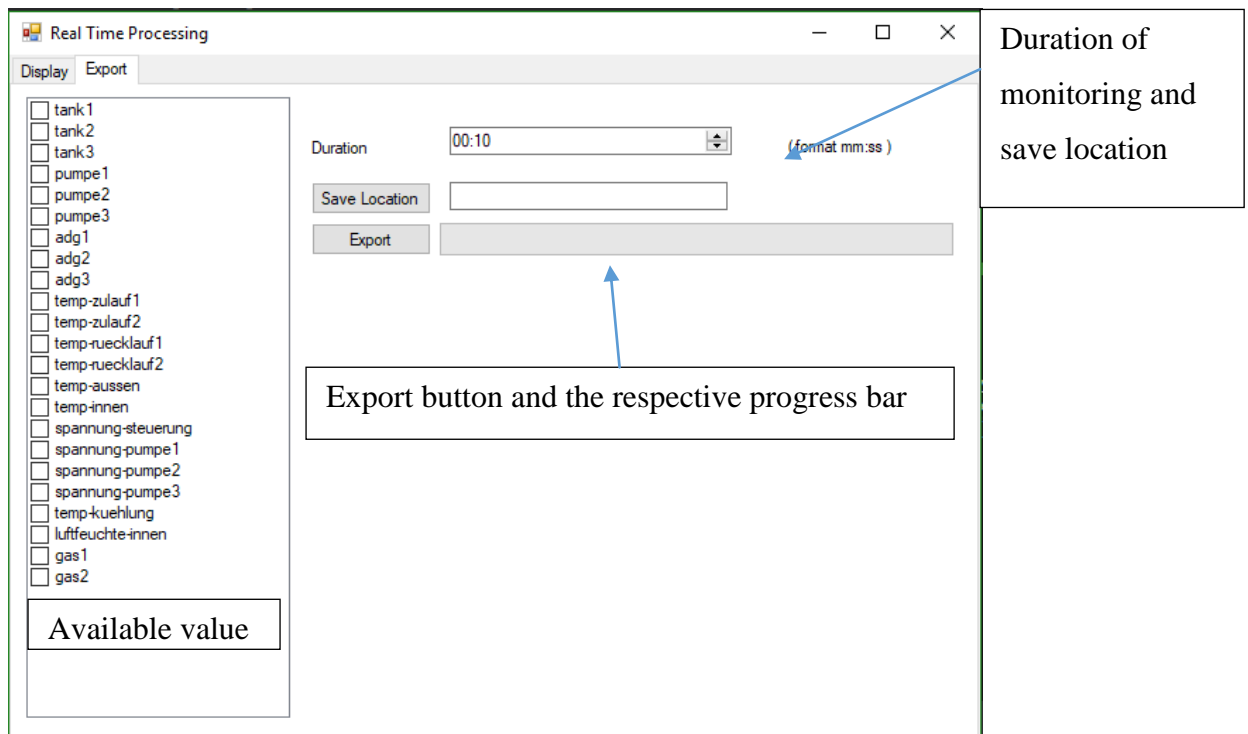 Real Time Processing
Display Export
tank1
tank2
tank3
pumpe1
pumpe2
pumpe3
adg1
adg2
adg3
temp-zulauf1
temp-zulauf2
temp-ruecklauf1
temp-ruecklauf2
temp-aussen
temp-innen
spannung-steuerung
spannung-pumpe1
spannung-pumpe2
spannung-pumpe3
temp-kuehlung
luftfeuchte-innen
gas1
gas2
Available value
Duration 00:10 (format mm:ss )
Save Location
Export
Export button and the respective progress bar
Duration of
monitoring and
save location